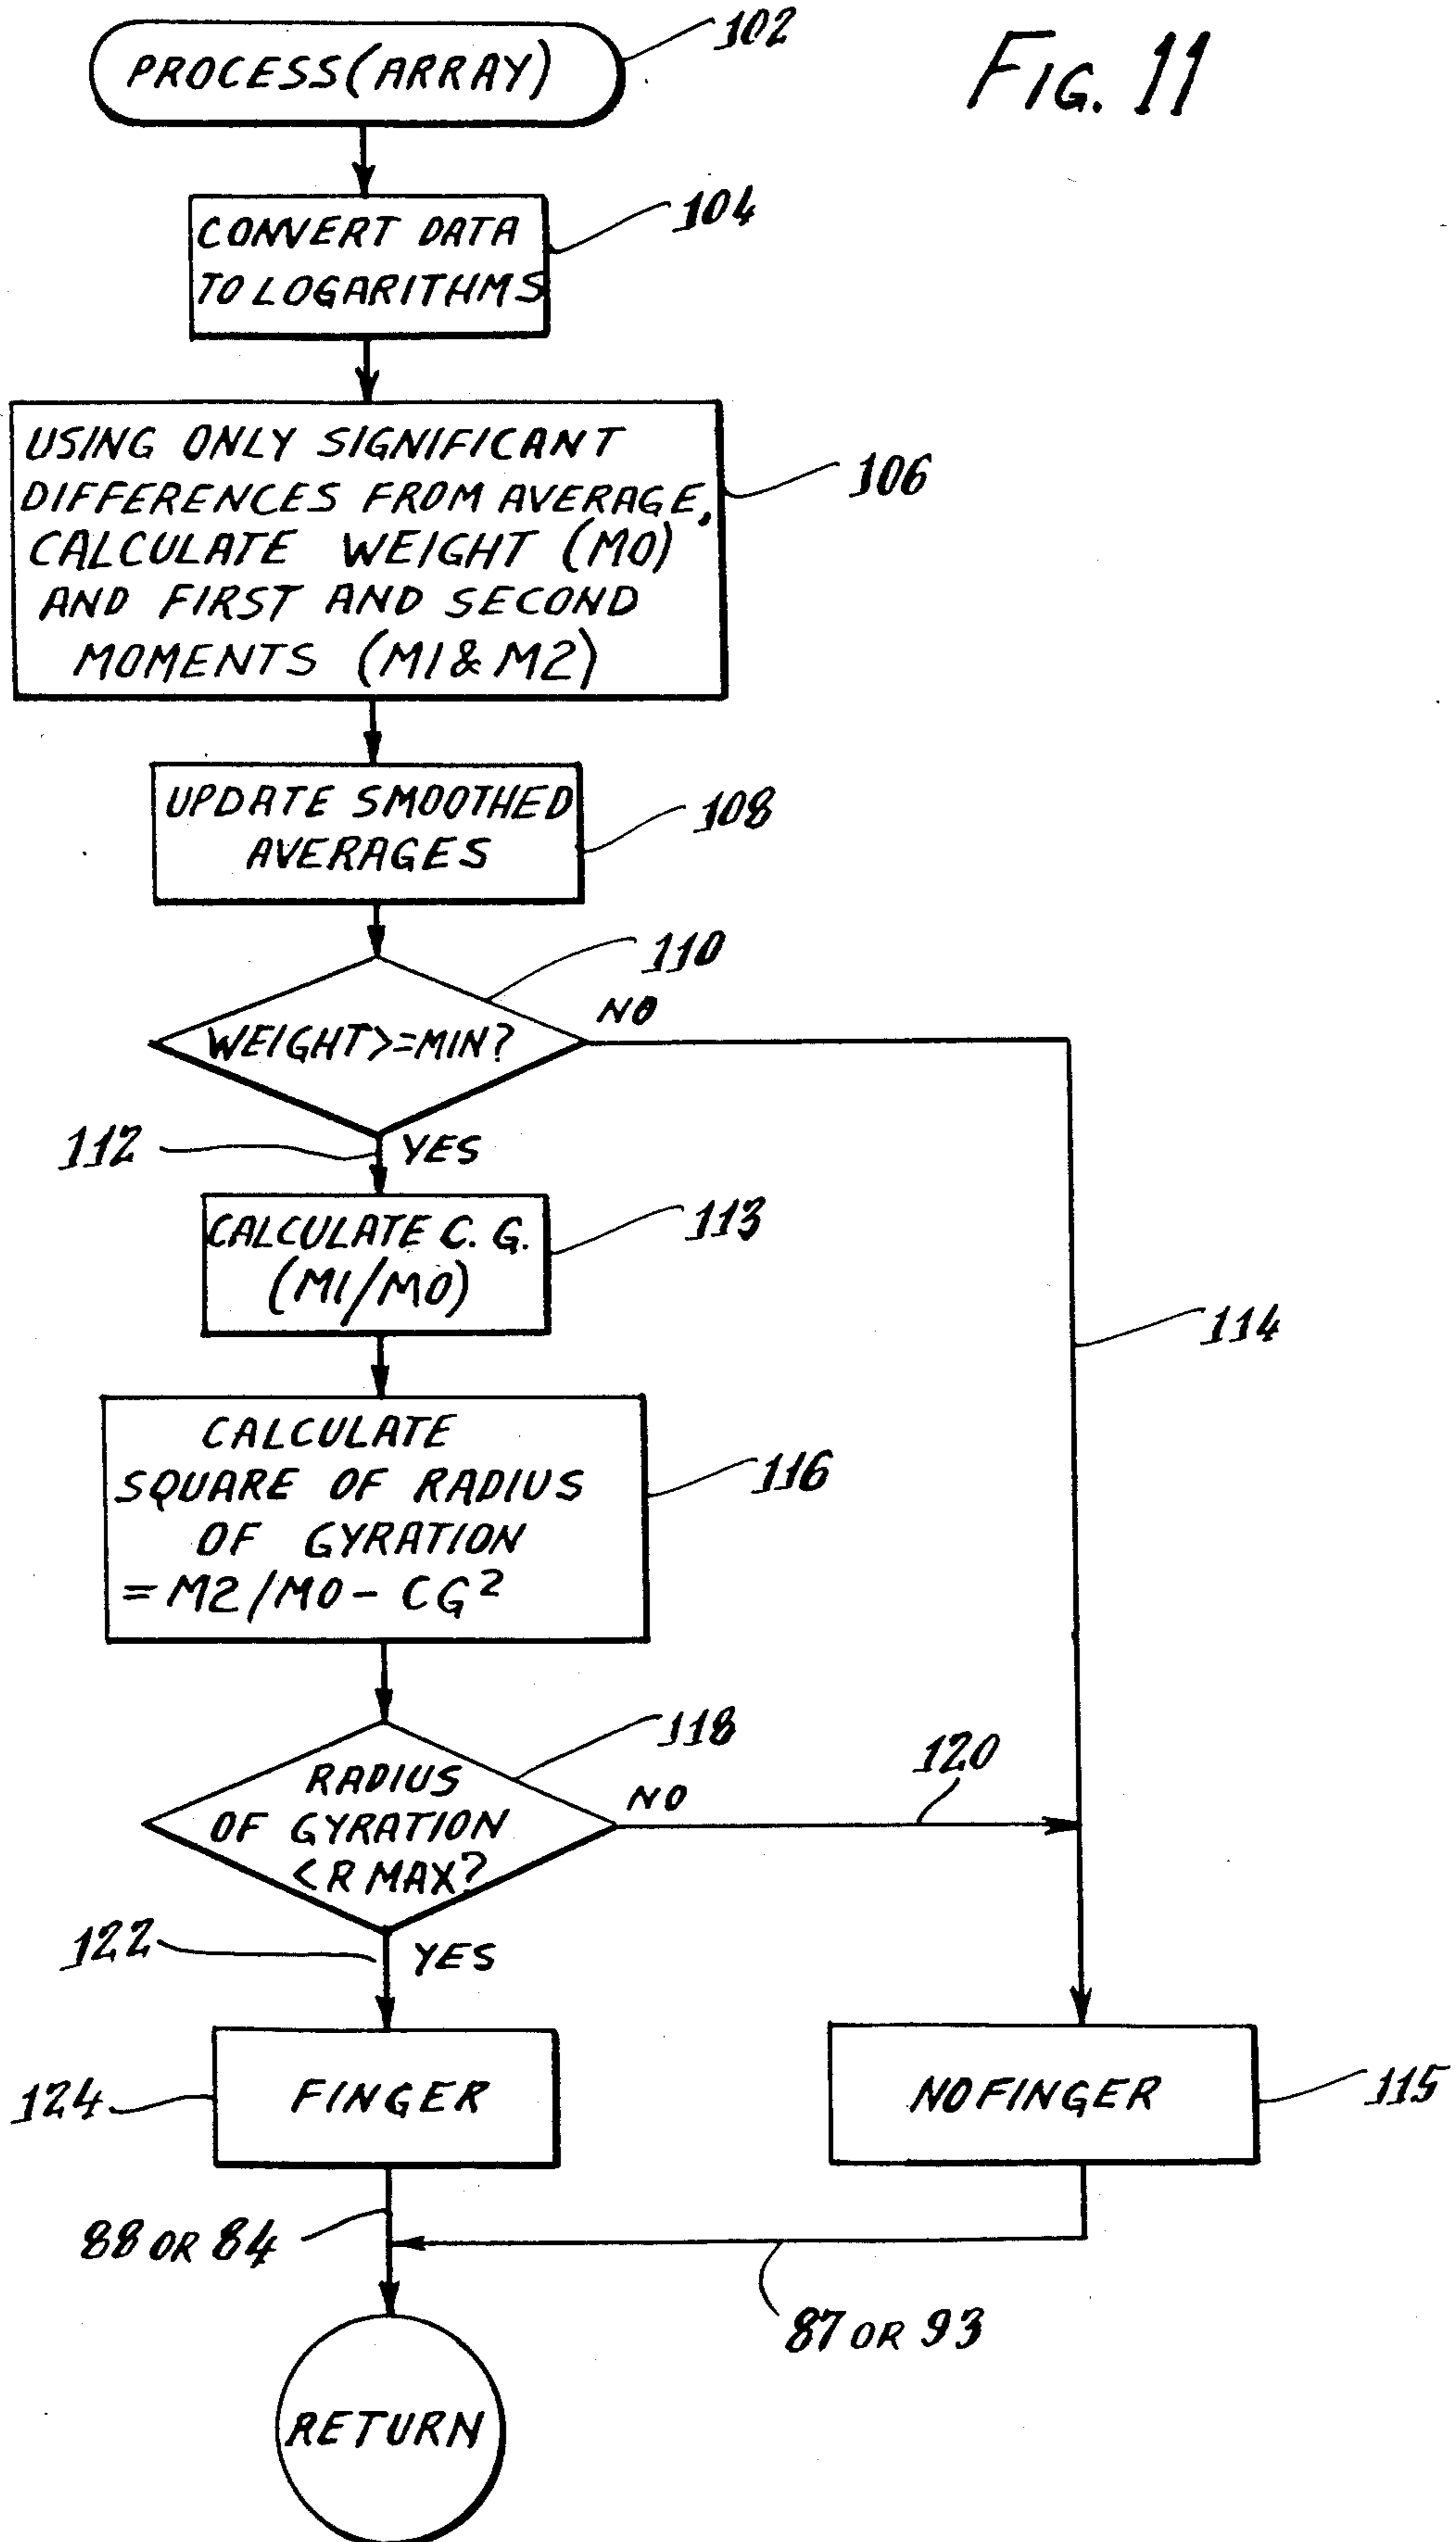 FIG. 11
102
PROCESS(ARRAY)
104
CONVERT DATA
TO LOGARITHMS
106
USING ONLY SIGNIFICANT
DIFFERENCES FROM AVERAGE,
CALCULATE WEIGHT (M0)
AND FIRST AND SECOND
MOMENTS (M1 & M2)
108
UPDATE SMOOTHED
AVERAGES
110
WEIGHT>=MIN?
NO
112
YES
113
CALCULATE C. G.
(M1/M0)
114
CALCULATE
SQUARE OF RADIUS
OF GYRATION
= M2/M0 - CG²
116
118
RADIUS
OF GYRATION
<R MAX?
NO
120
122
YES
124
FINGER
NOFINGER
115
88 OR 84
87 OR 93
RETURN